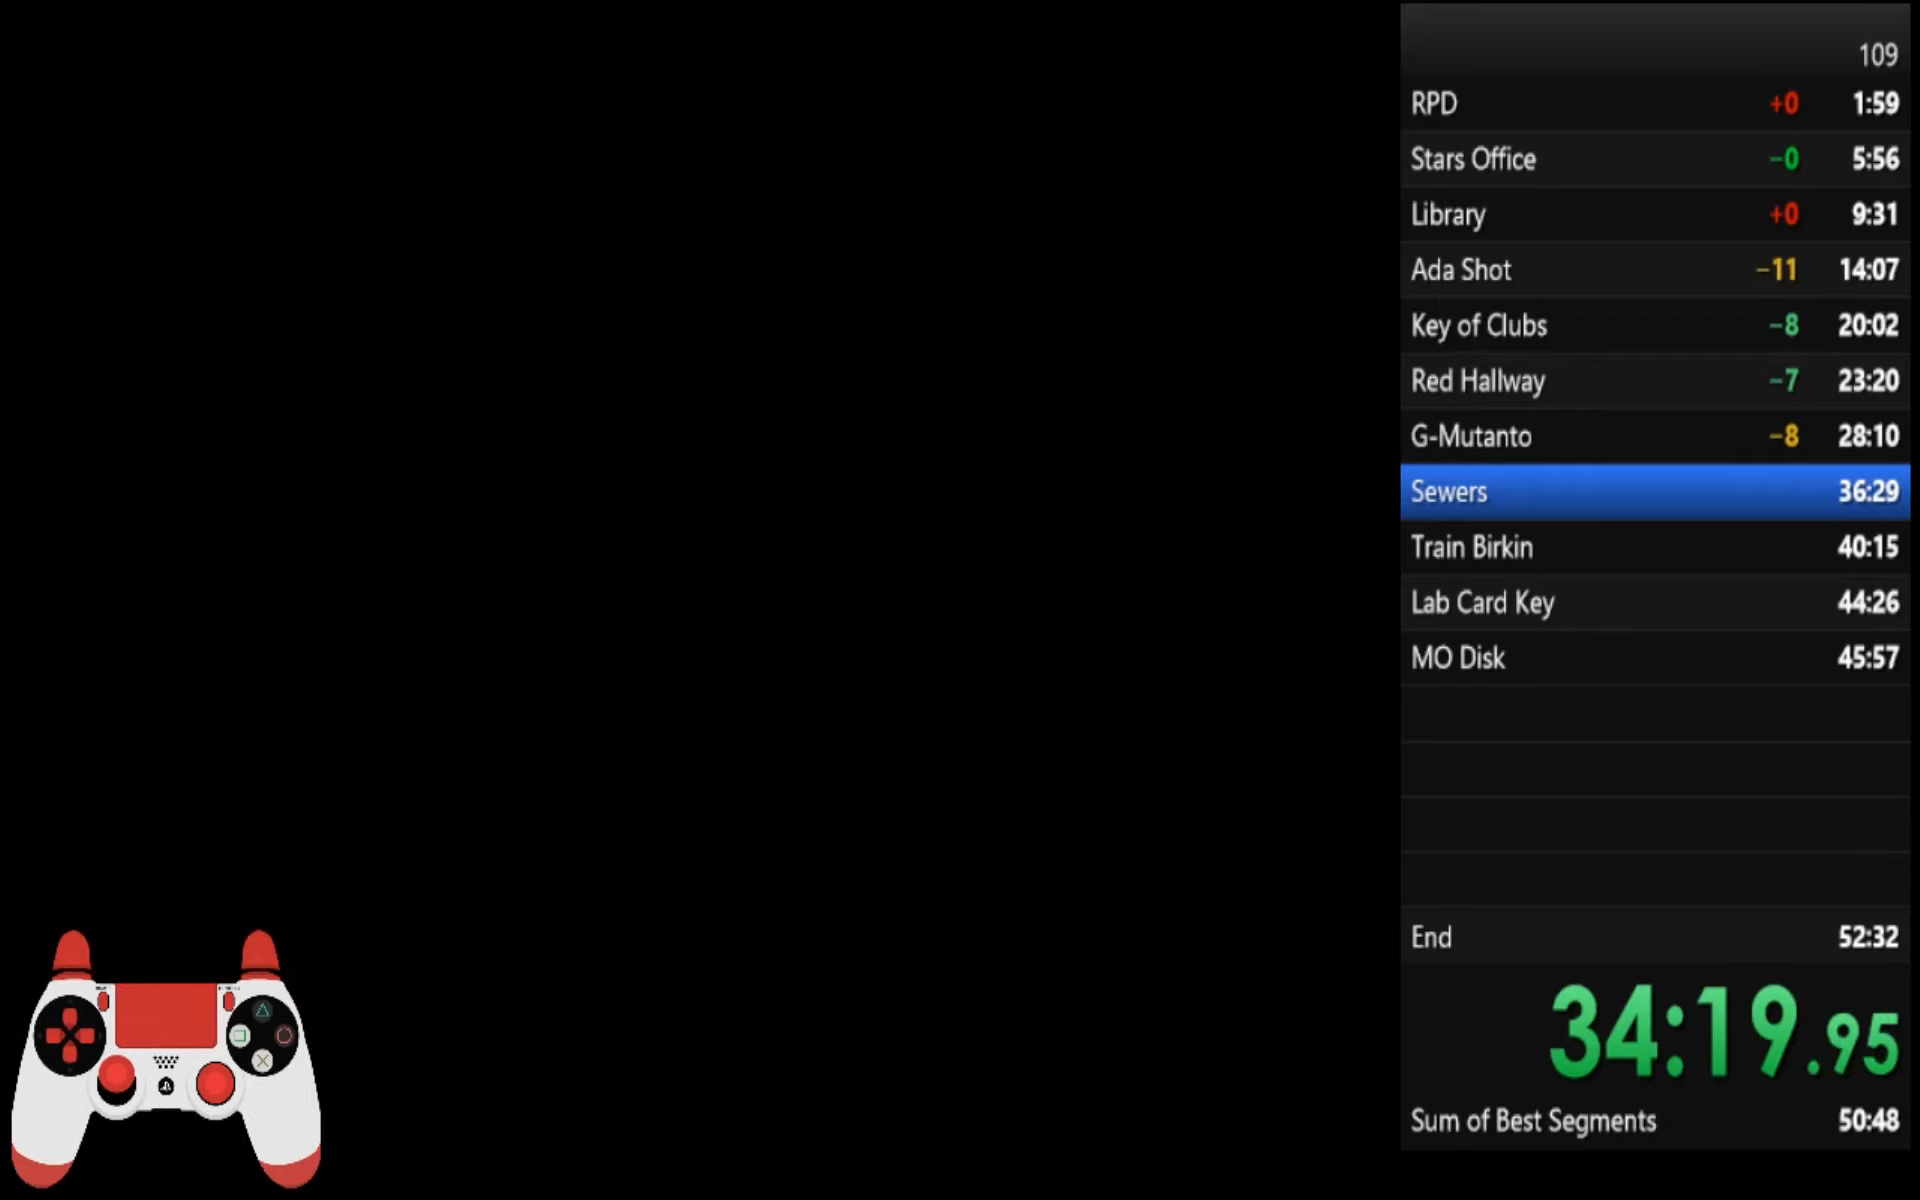 109
RPD +0 1:59
Stars Office -0 5:56
Library +0 9:31
Ada Shot -11 14:07
Key of Clubs -8 20:02
Red Hallway -7 23:20
G-Mutanto -8 28:10
Sewers 36:29
Train Birkin 40:15
Lab Card Key 44:26
MO Disk 45:57
End 52:32
34:19.95
Sum of Best Segments 50:48